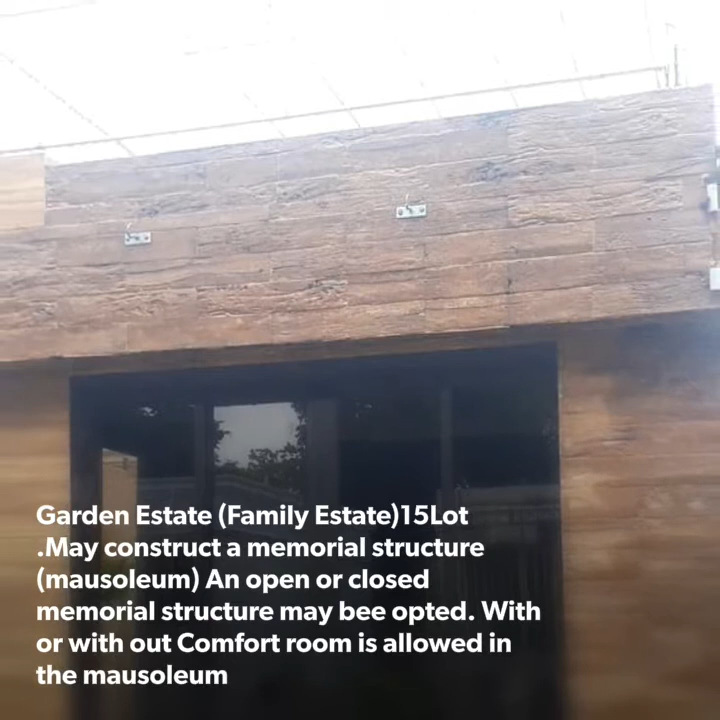 Garden Estate (Family Estate)15Lot
.May construct a memorial structure
(mausoleum) An open or closed
memorial structure may bee opted. With
or with out Comfort room is allowed in
the mausoleum